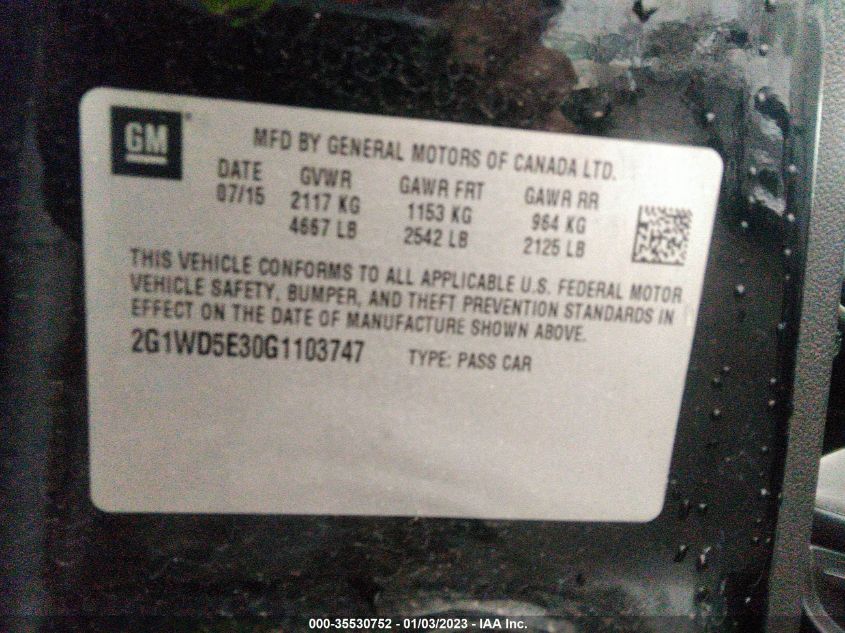 GM®
MFD BY GENERAL MOTORS OF CANADA LTD.
DATE GVWR GAWR FRT GAWR RR
07/15 2117 KG 1153 KG 964 KG
4667 LB 2542 LB 2125 LB
THIS VEHICLE CONFORMS TO ALL APPLICABLE U.S. FEDERAL MOTOR
VEHICLE SAFETY, BUMPER, AND THEFT PREVENTION STANDARDS IN
EFFECT ON THE DATE OF MANUFACTURE SHOWN ABOVE.
2G1WD5E30G1103747 TYPE: PASS CAR
000-35530752 - 01/03/2023 - IAA Inc.